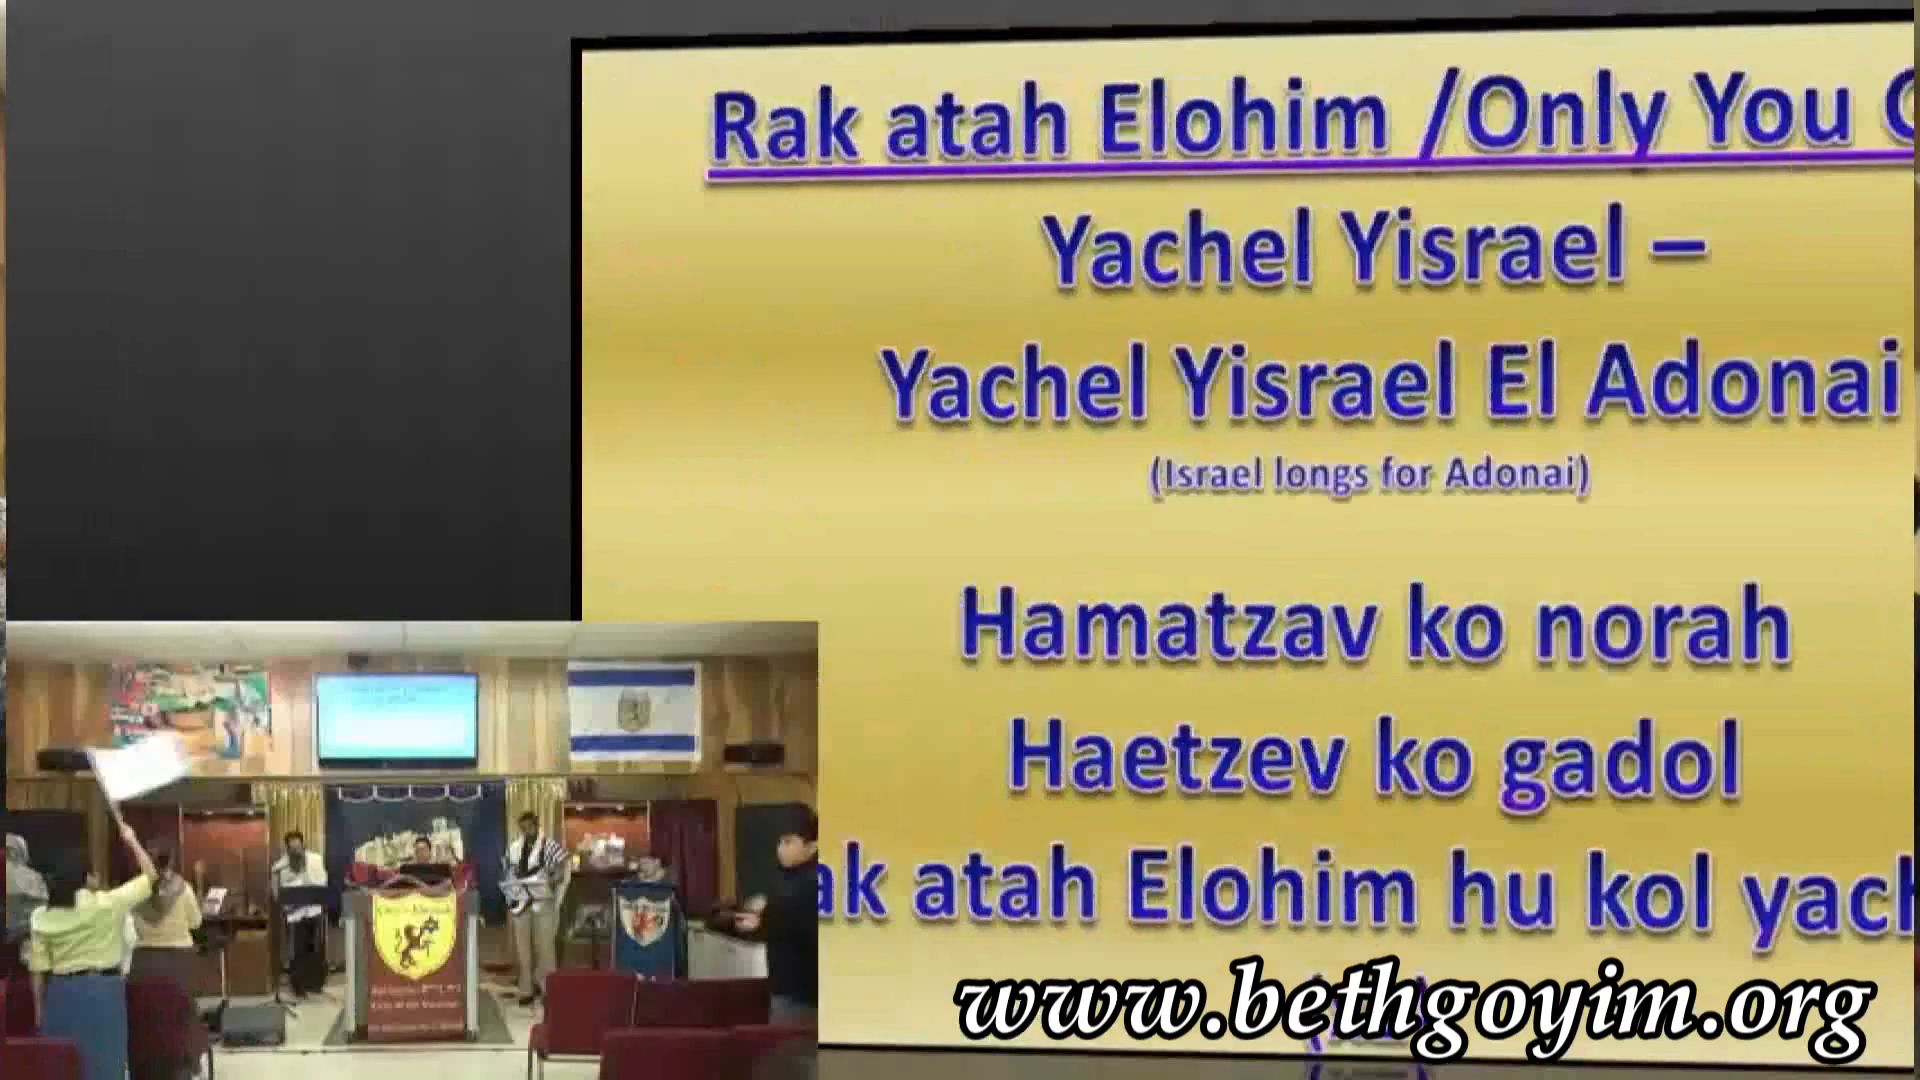 Rak atah Elohim /Only You
Yachel Yisrael –
Yachel Yisrael El Adonai
(Israel longs for Adonai)
Hamatzav ko norah
Haetzev ko gadol
atah Elohim hu kol
www.bethgoyim.org